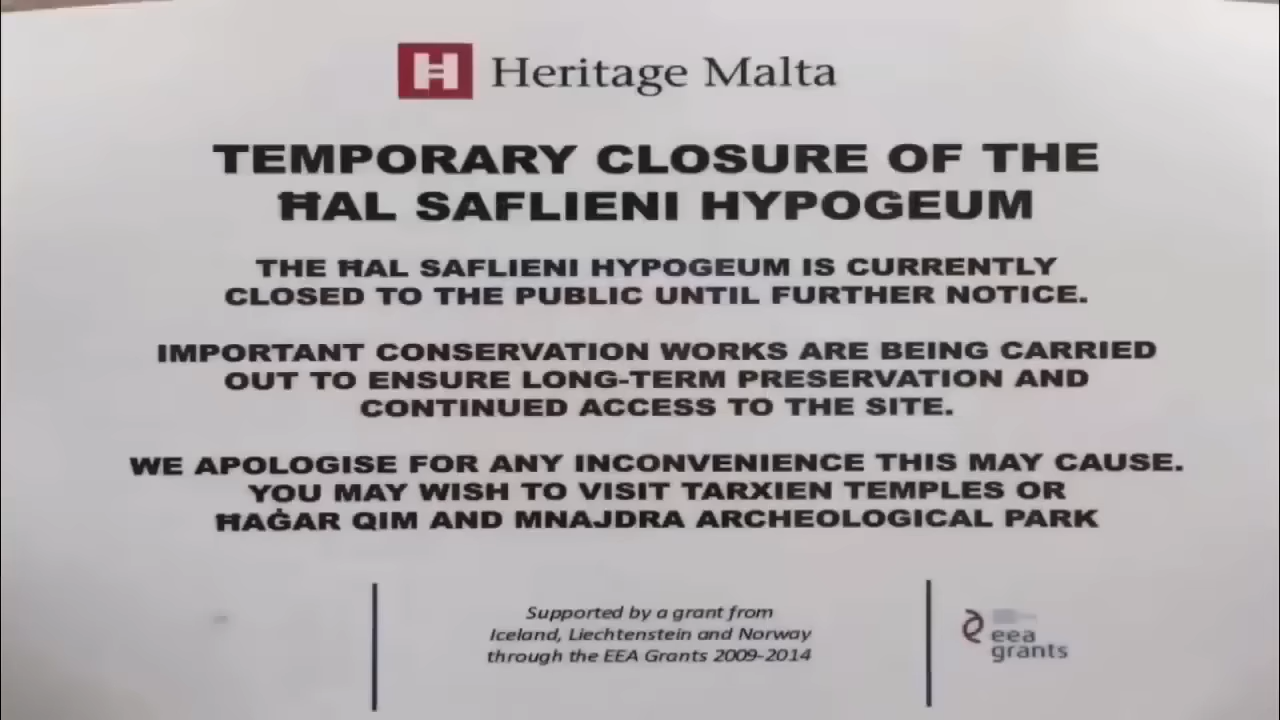 Heritage Malta
TEMPORARY CLOSURE OF THE
ĦAL SAFLIENI HYPOGEUM
THE ĦAL SAFLIENI HYPOGEUM IS CURRENTLY
CLOSED TO THE PUBLIC UNTIL FURTHER NOTICE.
IMPORTANT CONSERVATION WORKS ARE BEING CARRIED
OUT TO ENSURE LONG-TERM PRESERVATION AND
CONTINUED ACCESS TO THE SITE.
WE APOLOGISE FOR ANY INCONVENIENCE THIS MAY CAUSE.
YOU MAY WISH TO VISIT TARXIEN TEMPLES OR
ĦAĠAR QIM AND MNAJDRA ARCHEOLOGICAL PARK
Supported by a grant from
Iceland, Liechtenstein and Norway
through the EEA Grants 2009-2014
eea
grants